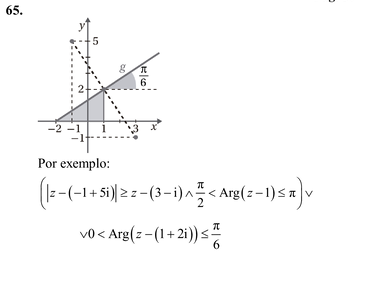 65.
y
5
g
π/6
2
−2 −1 1 3 x
−1
Por exemplo:
(|z−(−1+5i)| ≥ z−(3−i) ∧ π/2 < Arg(z−1) ≤ π) ∨
∨0 < Arg(z−(1+2i)) ≤ π/6